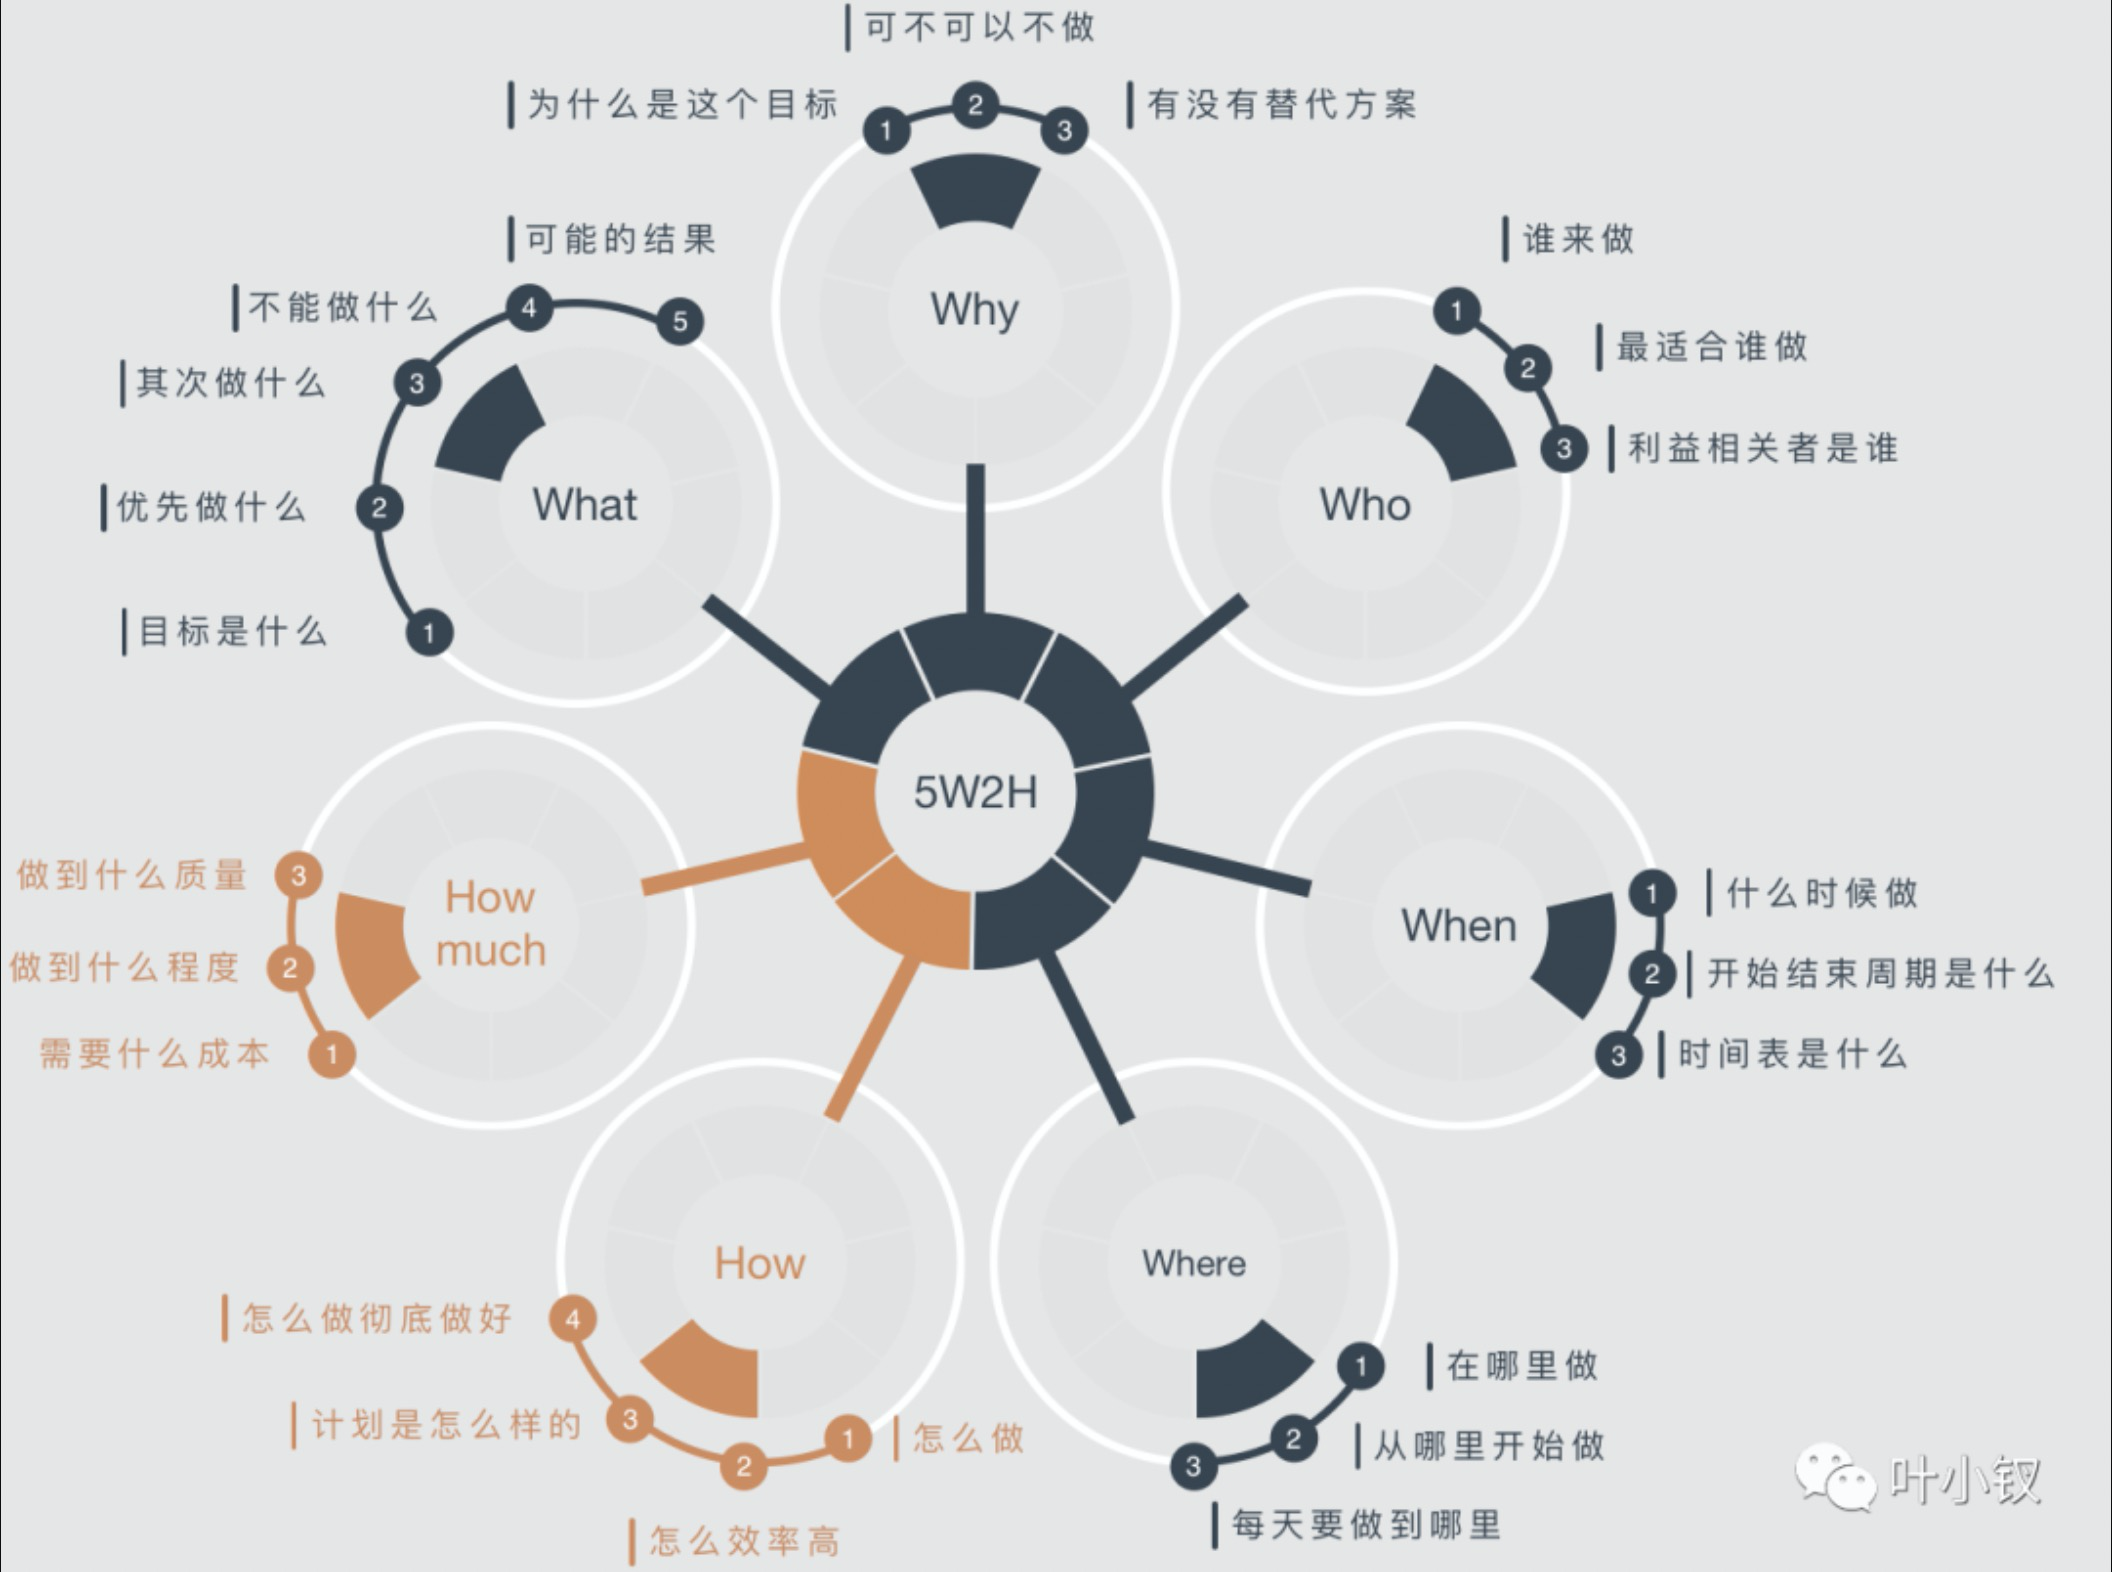 可不可以不做
为什么是这个目标
2
有没有替代方案
1
3
Why
可能的结果
谁来做
不能做什么
4
5
1
最适合谁做
其次做什么
3
2
利益相关者是谁
3
What
Who
优先做什么
2
目标是什么
1
5W2H
做到什么质量
3
How
much
When
1
什么时候做
做到什么程度
2
2
开始结束周期是什么
需要什么成本
1
3
时间表是什么
How
Where
怎么做彻底做好
4
1
在哪里做
计划是怎么样的
3
2
1
怎么做
2
从哪里开始做
3
每天要做到哪里
怎么效率高
叶小钗